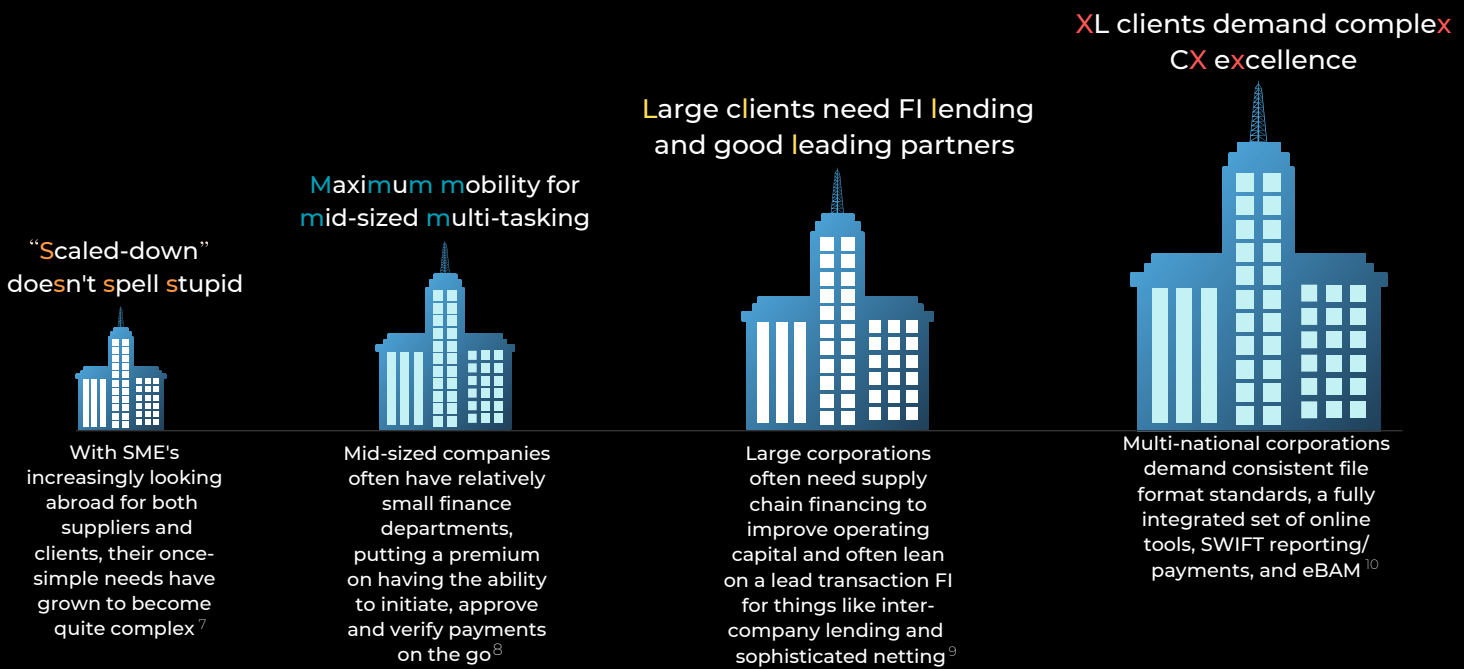 “Scaled-down”
doesn't spell stupid
With SME's
increasingly looking
abroad for both
suppliers and
clients, their once-
simple needs have
grown to become
quite complex 7
Maximum mobility for
mid-sized multi-tasking
Mid-sized companies
often have relatively
small finance
departments,
putting a premium
on having the ability
to initiate, approve
and verify payments
on the go 8
Large clients need FI lending
and good leading partners
Large corporations
often need supply
chain financing to
improve operating
capital and often lean
on a lead transaction FI
for things like inter-
company lending and
sophisticated netting 9
XL clients demand complex
CX excellence
Multi-national corporations
demand consistent file
format standards, a fully
integrated set of online
tools, SWIFT reporting/
payments, and eBAM 10